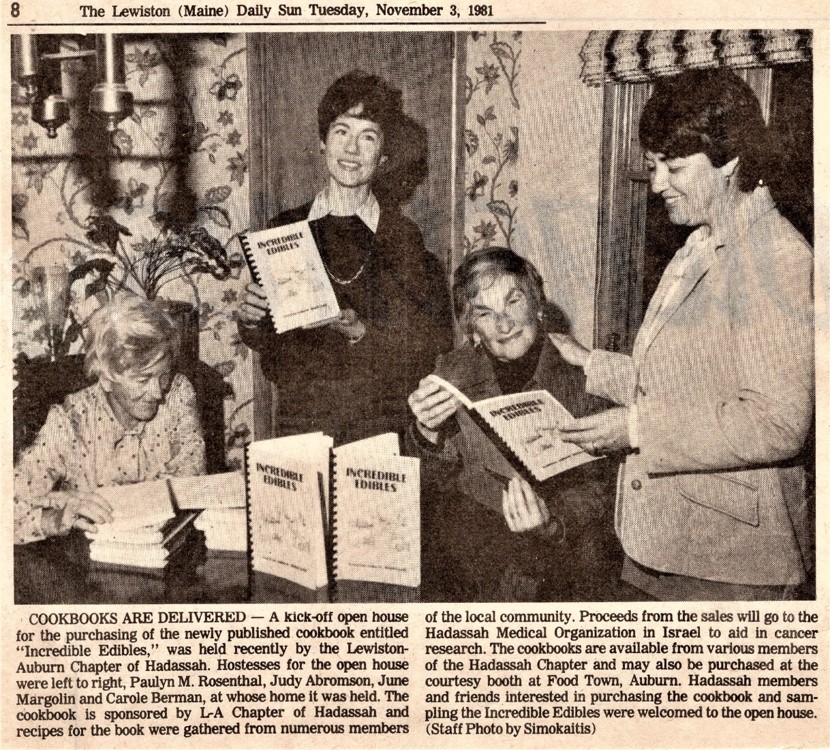 8 The Lewiston (Maine) Daily Sun Tuesday, November 3, 1981
INCREDIBLE
EDIBLES
INCREDIBLE
EDIBLES
INCREDIBLE
EDIBLES
INCREDIBLE
EDIBLES
COOKBOOKS ARE DELIVERED — A kick-off open house
for the purchasing of the newly published cookbook entitled
“Incredible Edibles,” was held recently by the Lewiston-
Auburn Chapter of Hadassah. Hostesses for the open house
were left to right, Paulyn M. Rosenthal, Judy Abromson, June
Margolin and Carole Berman, at whose home it was held. The
cookbook is sponsored by L-A Chapter of Hadassah and
recipes for the book were gathered from numerous members
of the local community. Proceeds from the sales will go to the
Hadassah Medical Organization in Israel to aid in cancer
research. The cookbooks are available from various members
of the Hadassah Chapter and may also be purchased at the
courtesy booth at Food Town, Auburn. Hadassah members
and friends interested in purchasing the cookbook and sam-
pling the Incredible Edibles were welcomed to the open house.
(Staff Photo by Simokaitis)